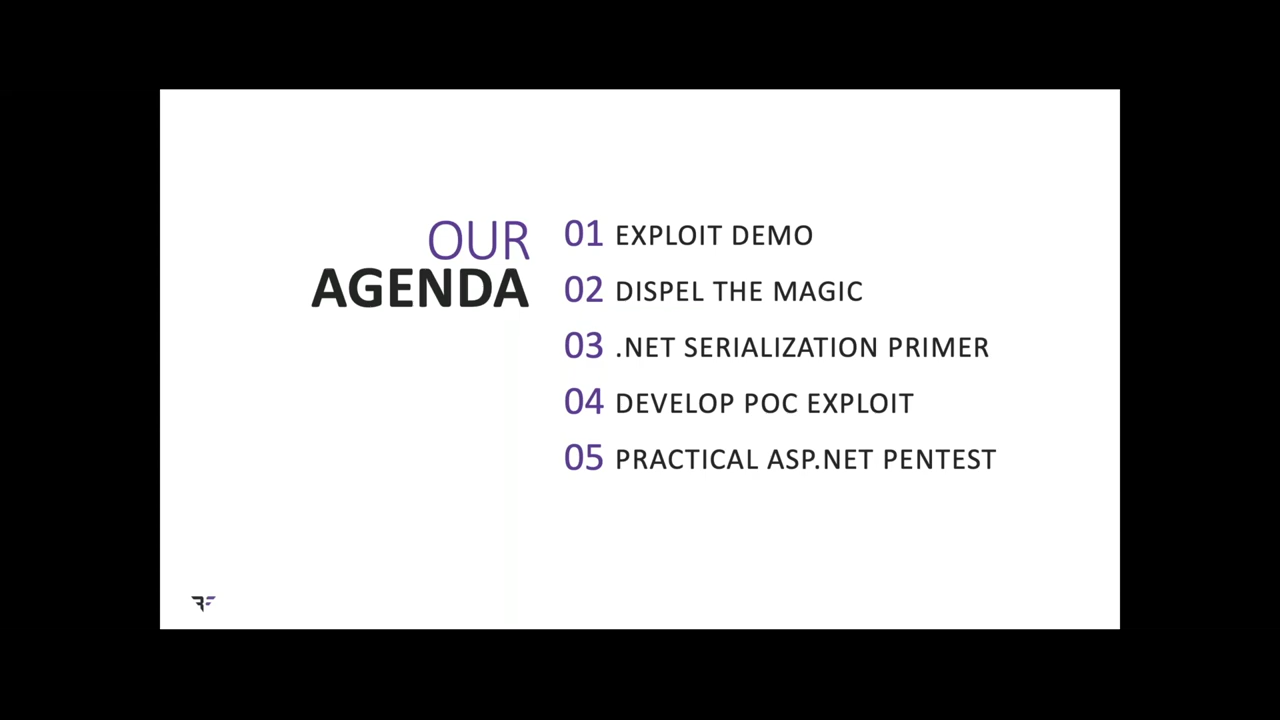 OUR
AGENDA
01 EXPLOIT DEMO
02 DISPEL THE MAGIC
03 .NET SERIALIZATION PRIMER
04 DEVELOP POC EXPLOIT
05 PRACTICAL ASP.NET PENTEST